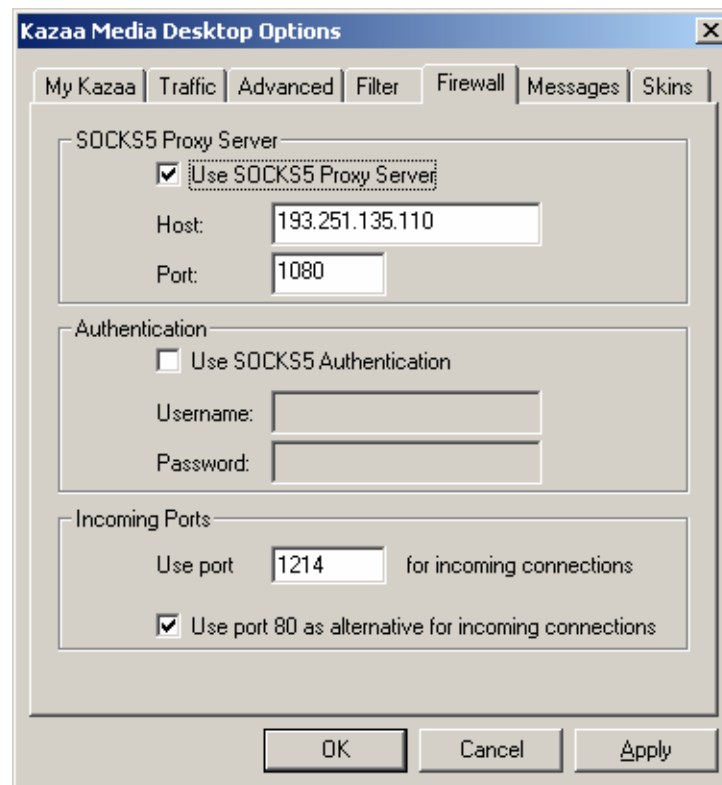 Kazaa Media Desktop Options
My Kazaa Traffic Advanced Filter Firewall Messages Skins
SOCKS5 Proxy Server
Use SOCKS5 Proxy Server
Host: 193.251.135.110
Port: 1080
Authentication
Use SOCKS5 Authentication
Username:
Password:
Incoming Ports
Use port 1214 for incoming connections
Use port 80 as alternative for incoming connections
OK Cancel Apply